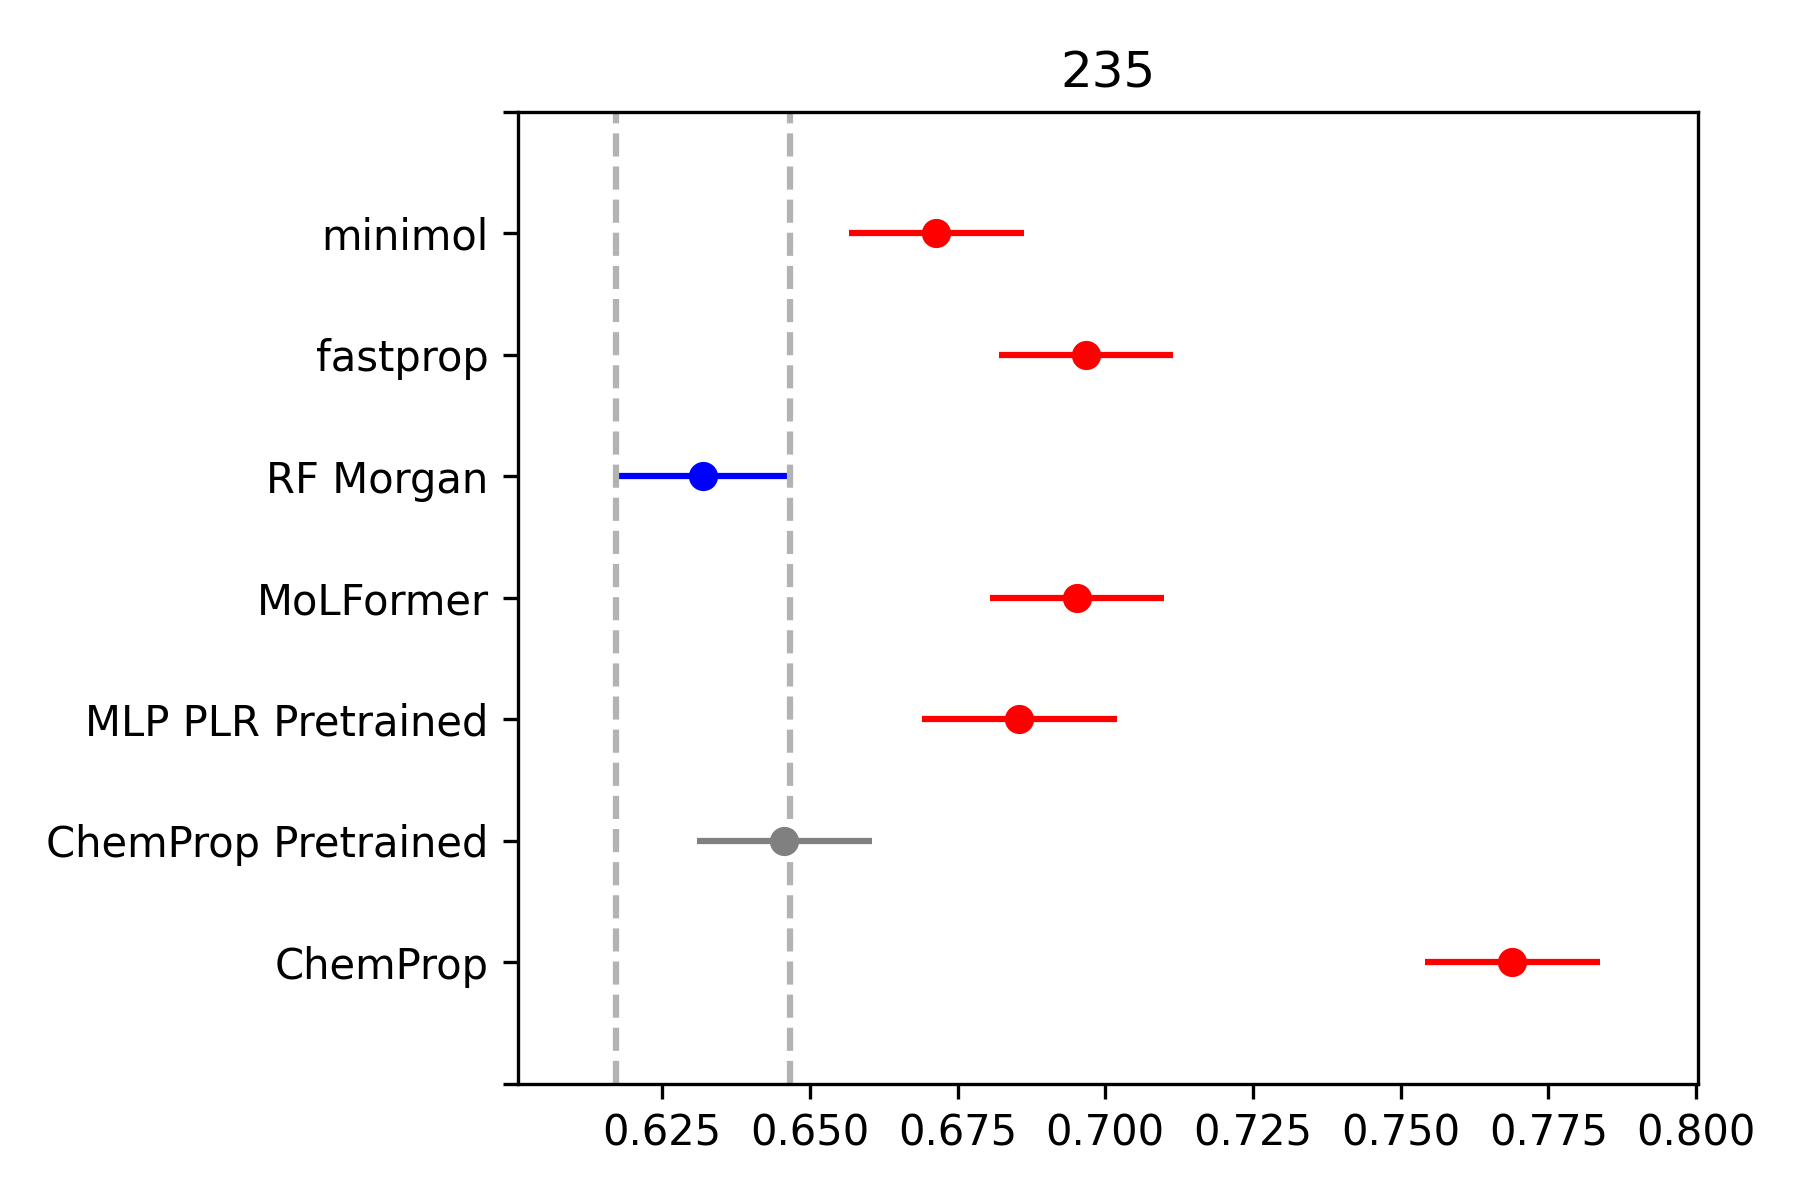 235
minimol
fastprop
RF Morgan
MoLFormer
MLP PLR Pretrained
ChemProp Pretrained
ChemProp
0.625 0.650 0.675 0.700 0.725 0.750 0.775 0.800